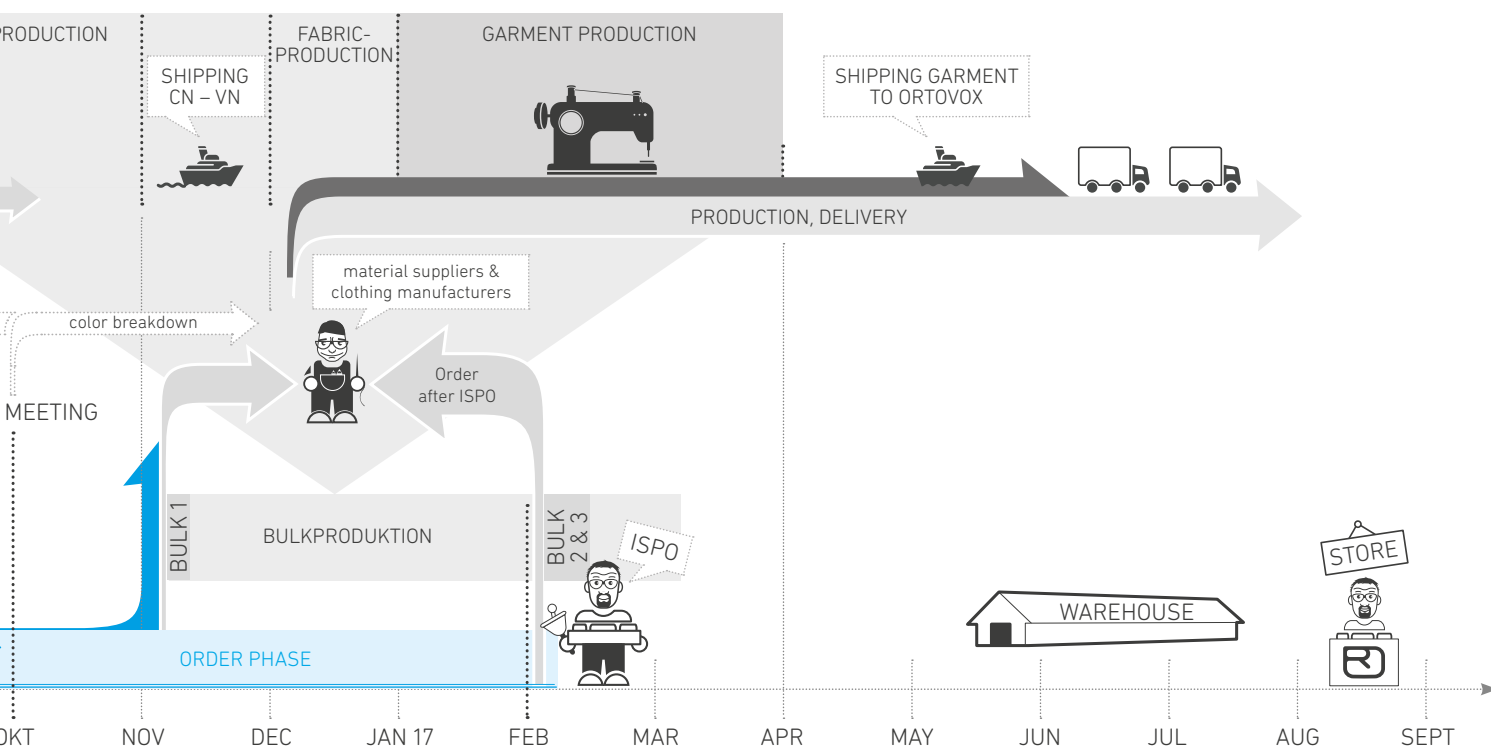 PRODUCTION
FABRIC-
PRODUCTION
GARMENT PRODUCTION
SHIPPING
CN – VN
SHIPPING GARMENT
TO ORTOVOX
PRODUCTION, DELIVERY
material suppliers &
clothing manufacturers
color breakdown
Order
after ISPO
MEETING
BULK 1
BULKPRODUKTION
BULK
2 & 3
ISPO
STORE
WAREHOUSE
ORDER PHASE
OKT
NOV
DEC
JAN 17
FEB
MAR
APR
MAY
JUN
JUL
AUG
SEPT